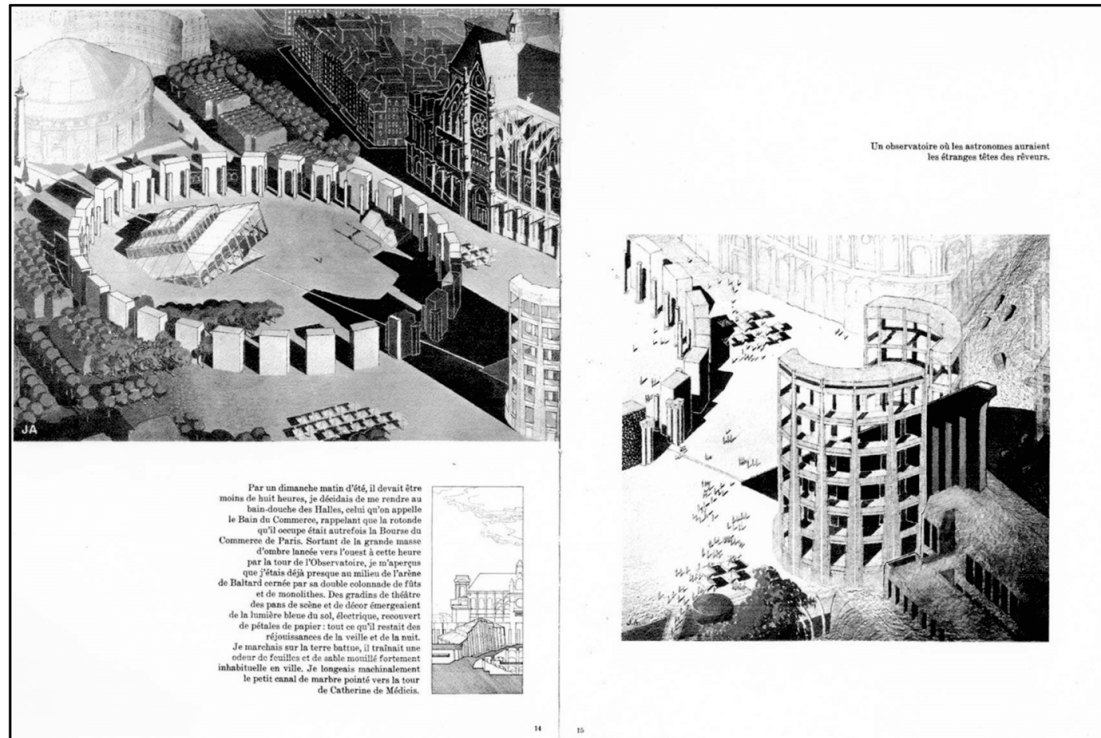 JA
Par un dimanche matin d'été, il devait être
moins de huit heures, je décidais de me rendre au
bain-douche des Halles, celui qu'on appelle
le Bain du Commerce, rappelant que la rotonde
qu'il occupe était autrefois la Bourse du
Commerce de Paris. Sortant de la grande masse
d'ombre lancée vers l'ouest à cette heure
par la tour de l'Observatoire, je m'aperçus
que j'étais déjà presque au milieu de l'arène
de Baltard cernée par sa double colonnade de fûts
et de monolithes. Des gradins de théâtre
des pans de scène et de décor émergeaient
de la lumière bleue du sol, électrique, recouvert
de pétales de papier : tout ce qu'il restait des
réjouissances de la veille et de la nuit.
Je marchais sur la terre battue, il traînait une
odeur de feuilles et de sable mouillé fortement
inhabituelle en ville. Je longeais machinalement
le petit canal de marbre pointé vers la tour
de Catherine de Médicis.
14
Un observatoire où les astronomes auraient
les étranges têtes des rêveurs.
15